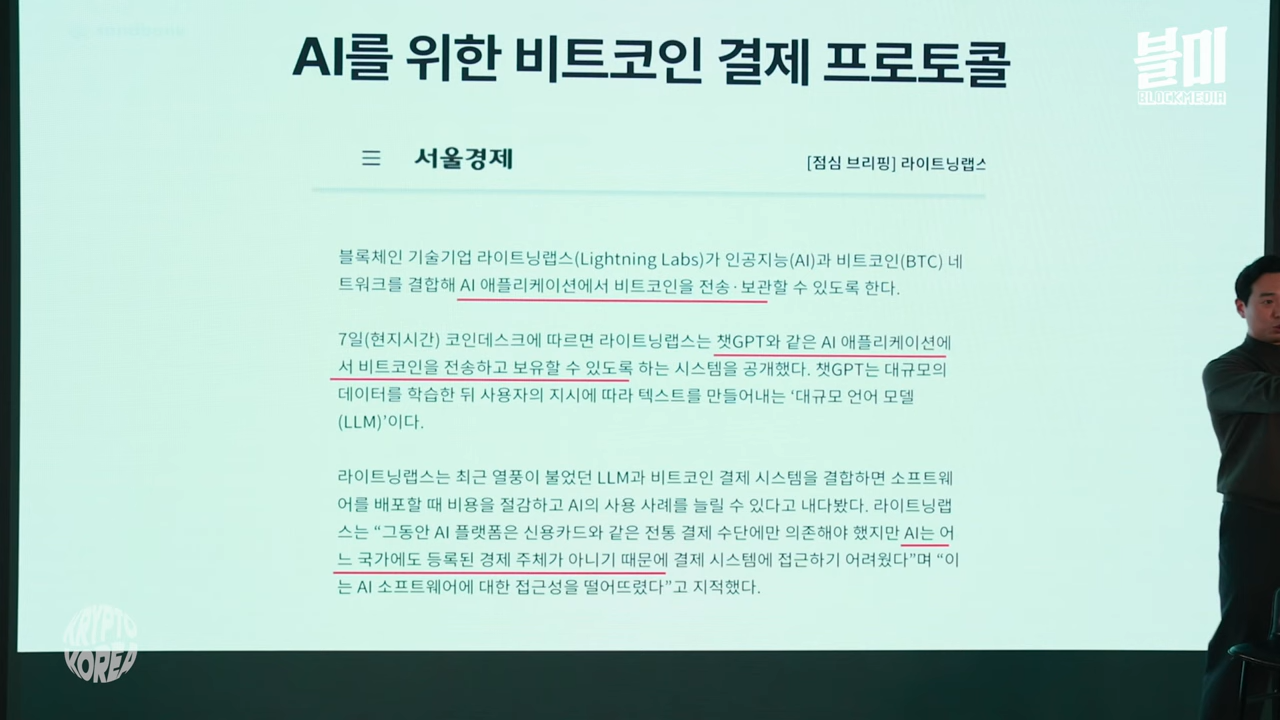 AI를 위한 비트코인 결제 프로토콜
블미
BLOCKMEDIA
서울경제
[점심 브리핑] 라이트닝랩스
블록체인 기술기업 라이트닝랩스(Lightning Labs)가 인공지능(AI)과 비트코인(BTC) 네
트워크를 결합해 AI 애플리케이션에서 비트코인을 전송·보관할 수 있도록 한다.
7일(현지시간) 코인데스크에 따르면 라이트닝랩스는 챗GPT와 같은 AI 애플리케이션에
서 비트코인을 전송하고 보유할 수 있도록 하는 시스템을 공개했다. 챗GPT는 대규모의
데이터를 학습한 뒤 사용자의 지시에 따라 텍스트를 만들어내는 ‘대규모 언어 모델
(LLM)’이다.
라이트닝랩스는 최근 열풍이 불었던 LLM과 비트코인 결제 시스템을 결합하면 소프트웨
어를 배포할 때 비용을 절감하고 AI의 사용 사례를 늘릴 수 있다고 내다봤다. 라이트닝랩
스는 “그동안 AI 플랫폼은 신용카드와 같은 전통 결제 수단에만 의존해야 했지만 AI는 어
느 국가에도 등록된 경제 주체가 아니기 때문에 결제 시스템에 접근하기 어려웠다”며 “이
는 AI 소프트웨어에 대한 접근성을 떨어뜨렸다”고 지적했다.
KRYPTO
KOREA